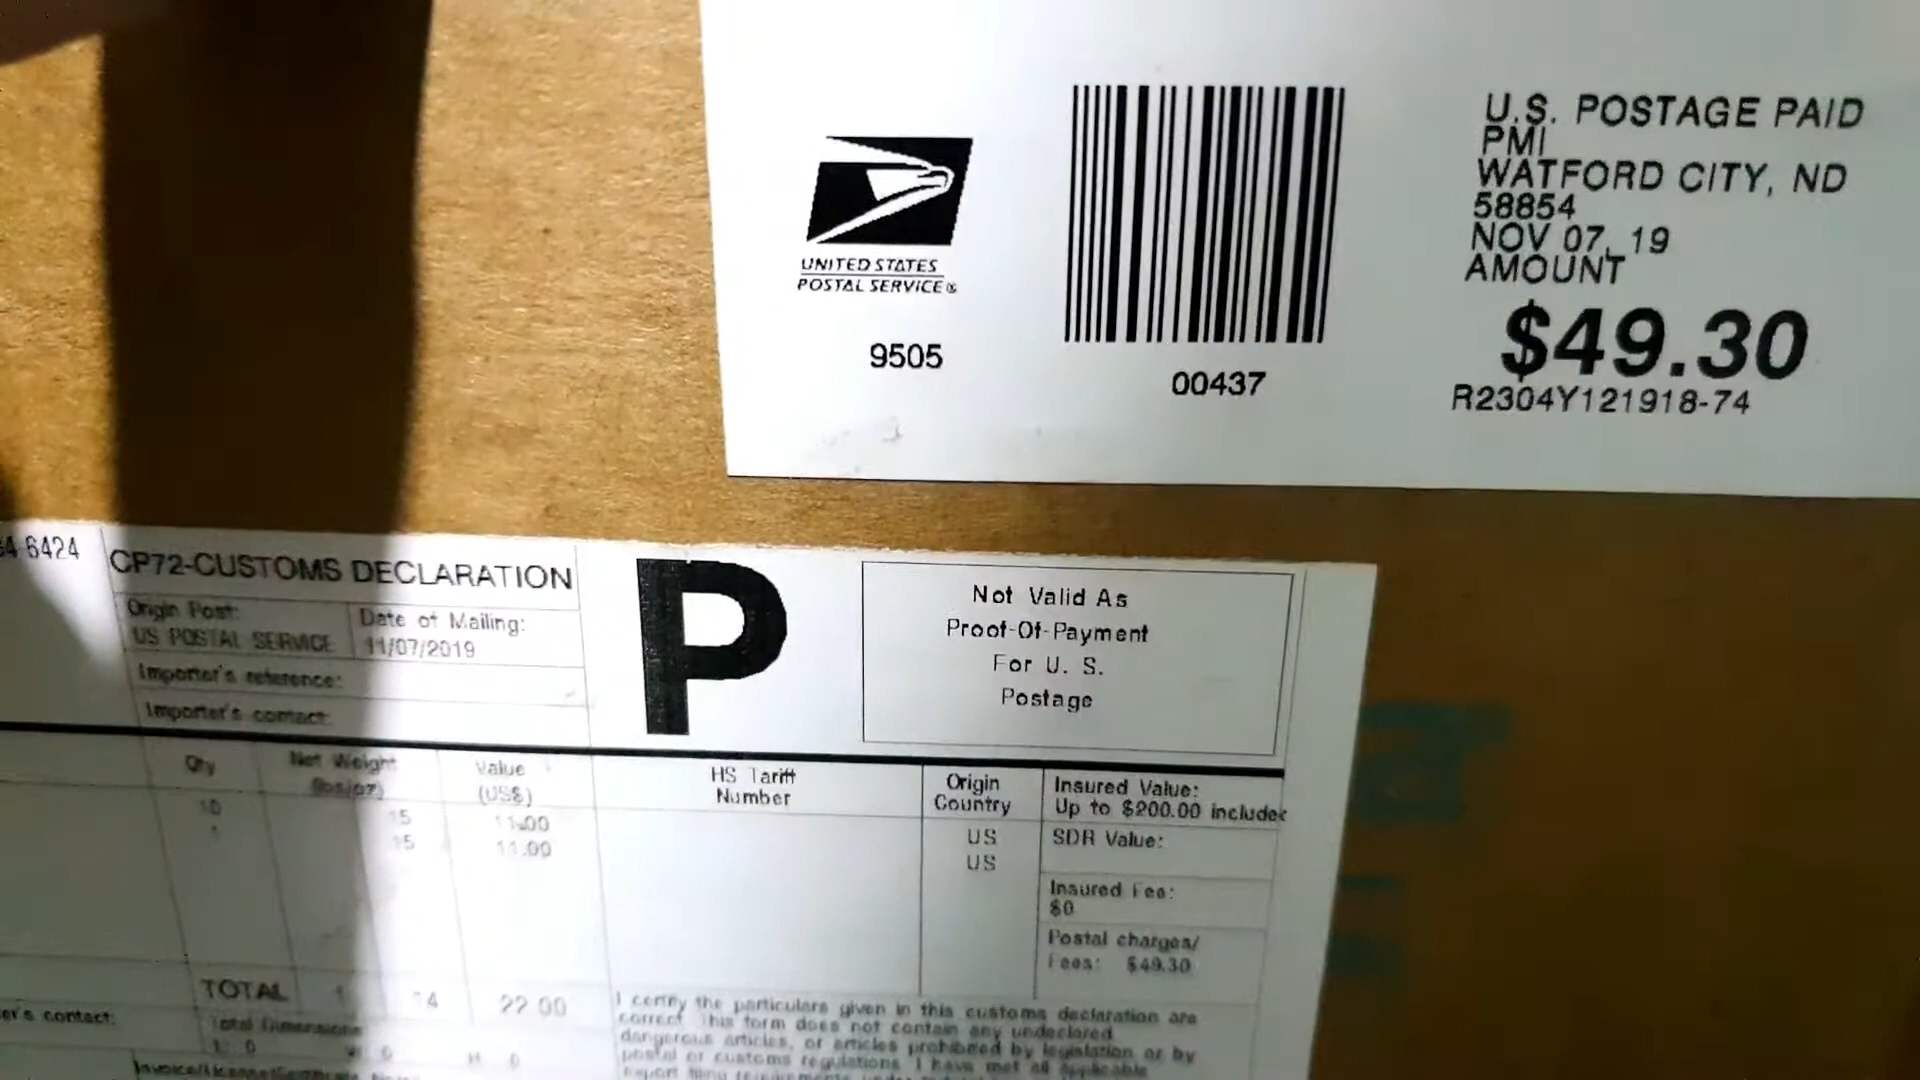 U.S. POSTAGE PAID
PMI
WATFORD CITY, ND
58854
NOV 07, 19
AMOUNT
$49.30
R2304Y121918-74
UNITED STATES
POSTAL SERVICE®
9505
00437
6424
CP72-CUSTOMS DECLARATION
Origin Post:
US POSTAL SERVICE
Date of Mailing:
11/07/2019
Importer's reference:
Importer's contact:
P
Not Valid As
Proof-Of-Payment
For U. S.
Postage
Qty
Net Weight
(lbs/oz)
Value
(US$)
HS Tariff
Number
Origin
Country
Insured Value:
Up to $200.00 included
10
15
11.00
US
1
15
11.00
US
SDR Value:
Insured Fee:
$0
Postal charges/
Fees: $49.30
TOTAL 1 14 22.00
contact:
Total Dimensions
L: 0 W: 0 H: 0
I certify the particulars given in this customs declaration are
correct. This form does not contain any undeclared
dangerous articles, or articles prohibited by legislation or by
postal or customs regulations. I have met all applicable
export filing requirements under